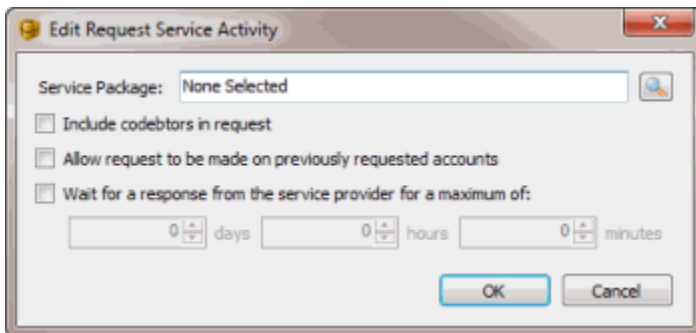 Edit Request Service Activity
Service Package: None Selected
Include codebtors in request
Allow request to be made on previously requested accounts
Wait for a response from the service provider for a maximum of:
0 days 0 hours 0 minutes
OK Cancel